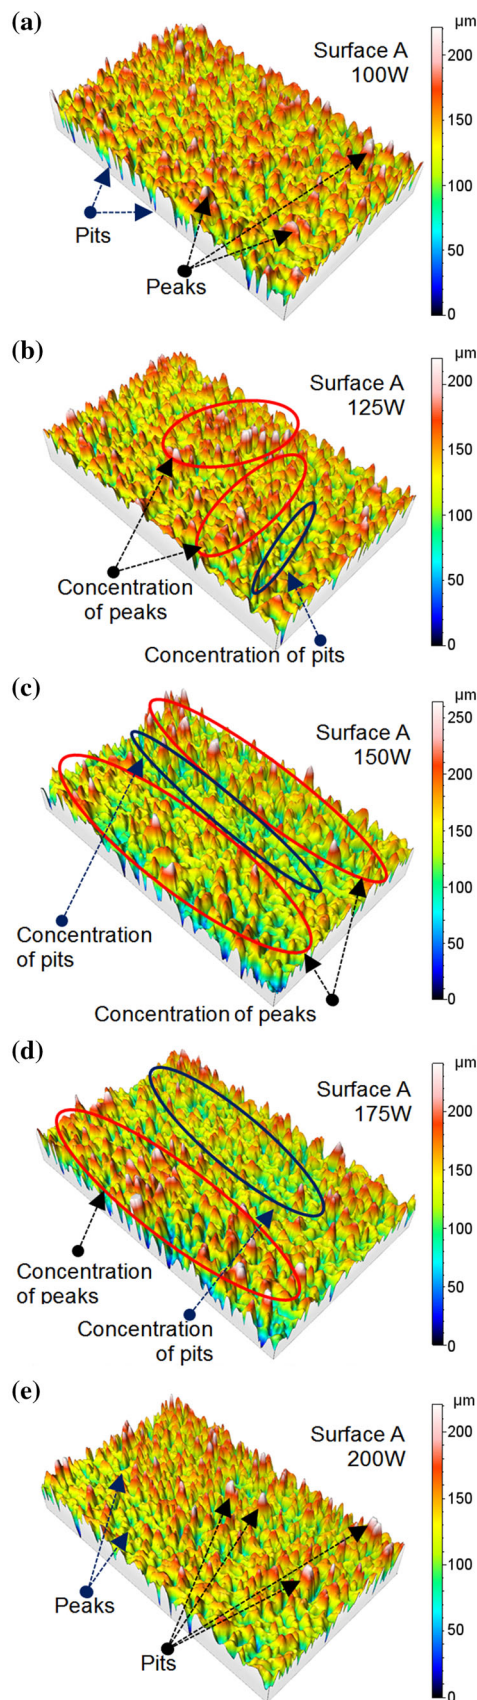 (a)
µm
Surface A
100W
200
150
100
50
0
Pits
Peaks
(b)
µm
Surface A
125W
200
150
100
50
0
Concentration
of peaks
Concentration of pits
(c)
µm
Surface A
150W
250
200
150
100
50
0
Concentration
of pits
Concentration of peaks
(d)
µm
Surface A
175W
200
150
100
50
0
Concentration
of peaks
Concentration
of pits
(e)
µm
Surface A
200W
200
150
100
50
0
Peaks
Pits